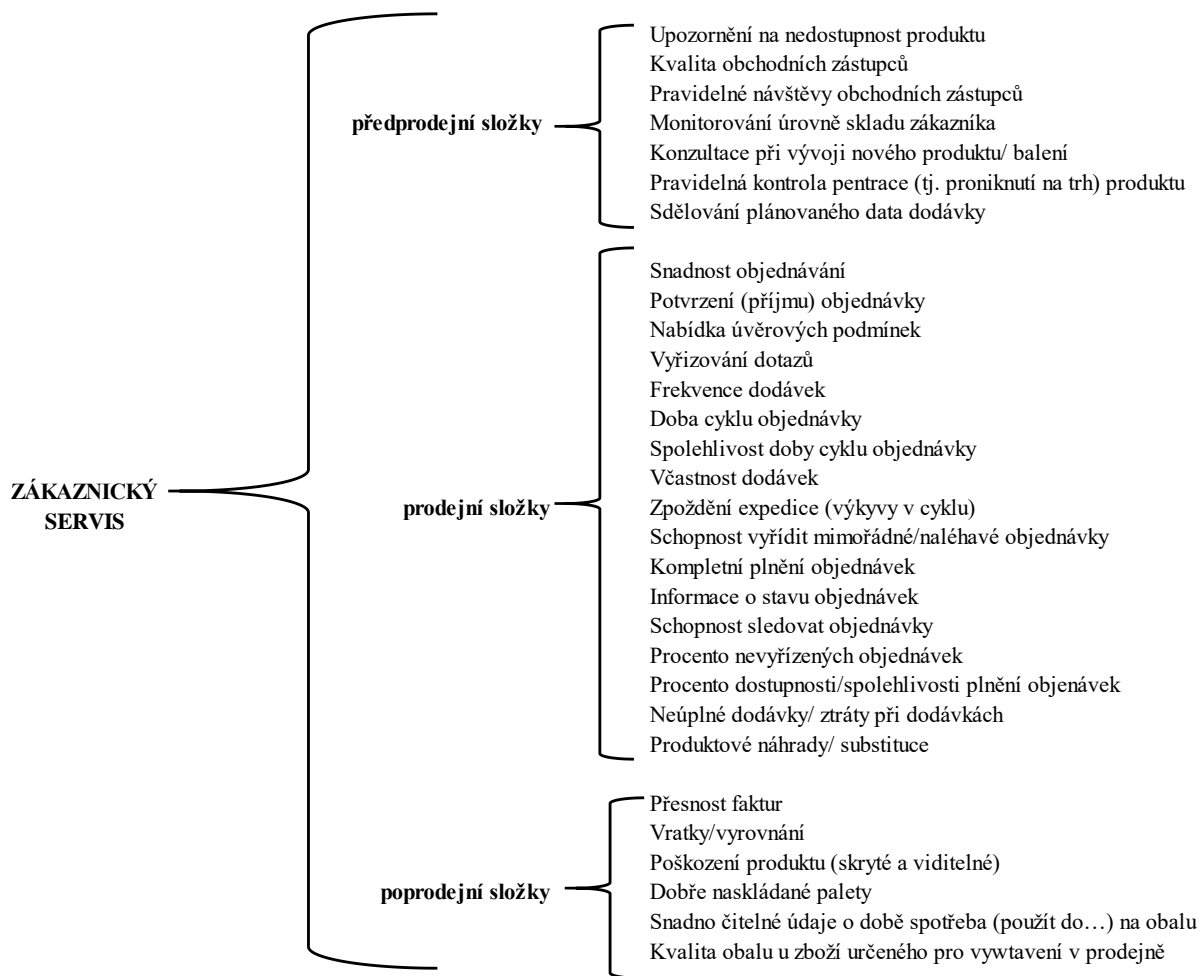 ZÁKAZNICKÝ
SERVIS
předprodejní složky
Upozornění na nedostupnost produktu
Kvalita obchodních zástupců
Pravidelné návštěvy obchodních zástupců
Monitorování úrovně skladu zákazníka
Konzultace při vývoji nového produktu/ balení
Pravidelná kontrola pentrace (tj. proniknutí na trh) produktu
Sdělování plánovaného data dodávky
prodejní složky
Snadnost objednávání
Potvrzení (příjmu) objednávky
Nabídka úvěrových podmínek
Vyřizování dotazů
Frekvence dodávek
Doba cyklu objednávky
Spolehlivost doby cyklu objednávky
Včastnost dodávek
Zpoždění expedice (výkyvy v cyklu)
Schopnost vyřídit mimořádné/naléhavé objednávky
Kompletní plnění objednávek
Informace o stavu objednávek
Schopnost sledovat objednávky
Procento nevyřízených objednávek
Procento dostupnosti/spolehlivosti plnění objenávek
Neúplné dodávky/ ztráty při dodávkách
Produktové náhrady/ substituce
poprodejní složky
Přesnost faktur
Vratky/vyrovnání
Poškození produktu (skryté a viditelné)
Dobře naskládané palety
Snadno čitelné údaje o době spotřeba (použít do…) na obalu
Kvalita obalu u zboží určeného pro vywtavení v prodejně